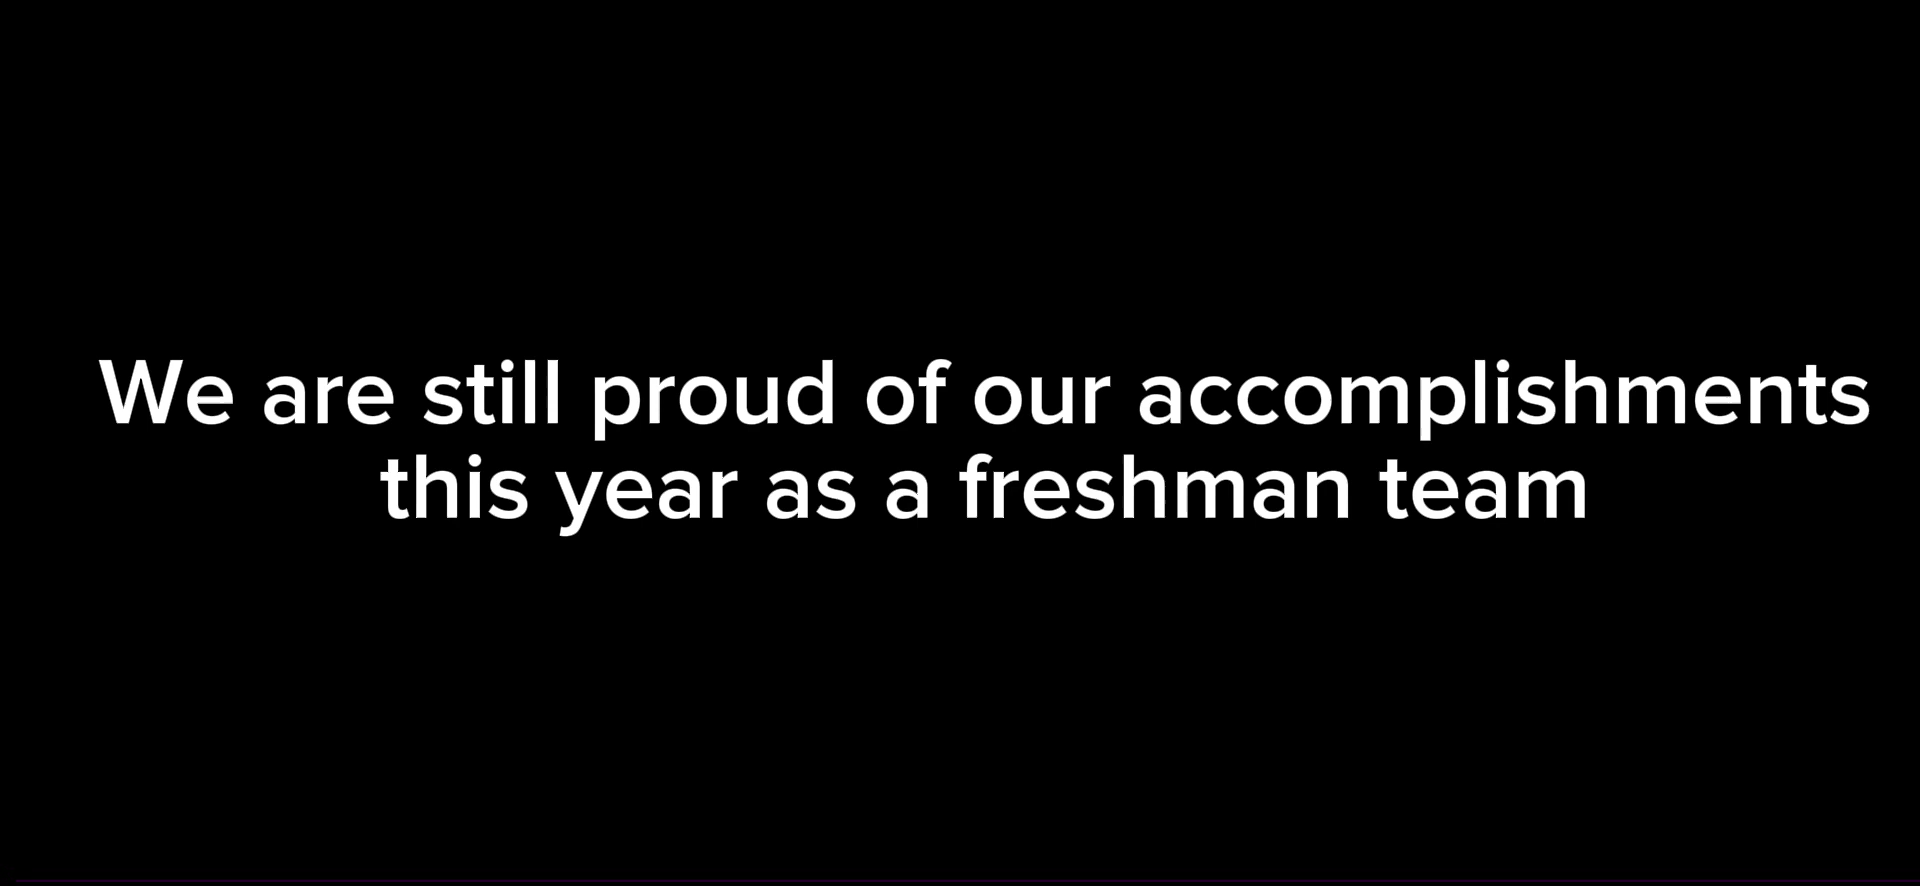 We are still proud of our accomplishments
this year as a freshman team